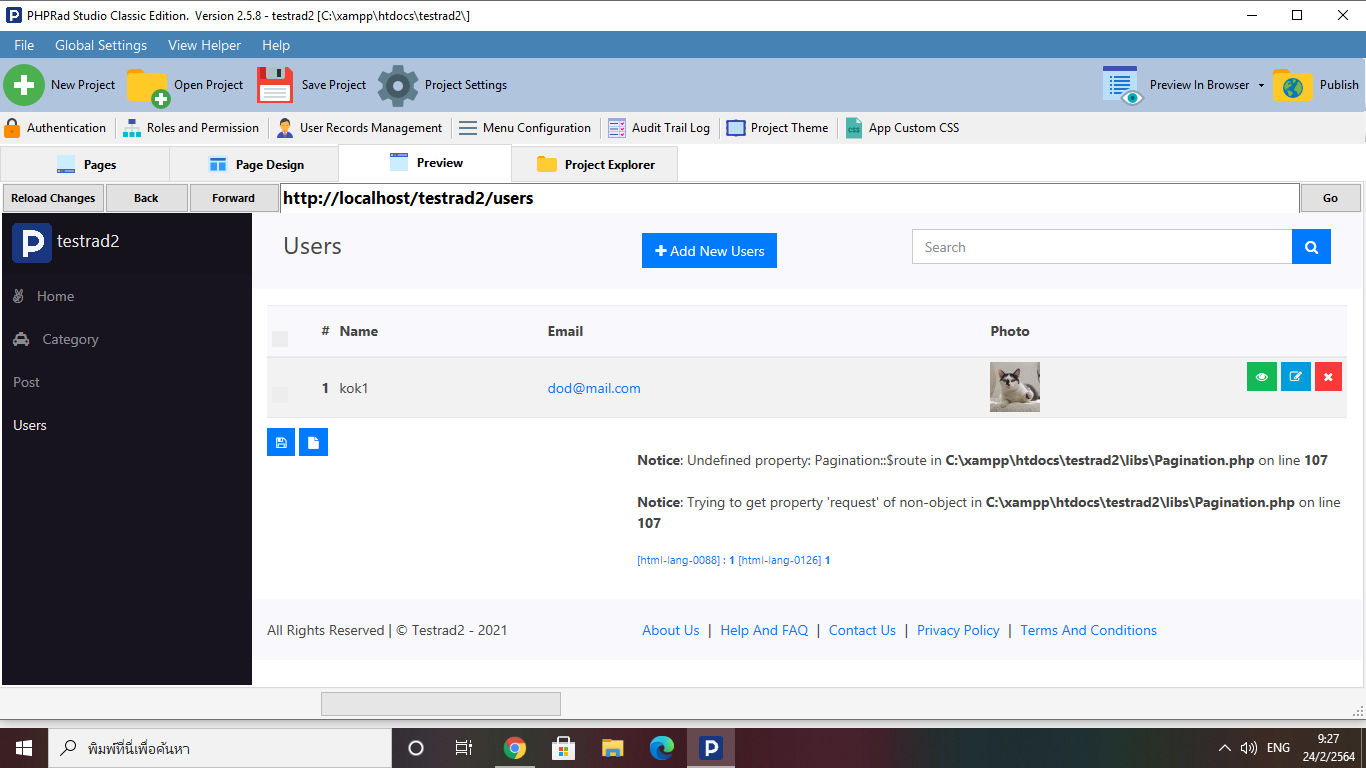 PHPRad Studio Classic Edition. Version 2.5.8 - testrad2 [C:\xampp\htdocs\testrad2\]
File Global Settings View Helper Help
New Project Open Project Save Project Project Settings Preview In Browser Publish
Authentication Roles and Permission User Records Management Menu Configuration Audit Trail Log Project Theme App Custom CSS
Pages Page Design Preview Project Explorer
Reload Changes Back Forward http://localhost/testrad2/users Go
P testrad2
Users
Add New Users
Search
Home
Category
Post
Users
# Name Email Photo
1 kok1 dod@mail.com
Notice: Undefined property: Pagination::$route in C:\xampp\htdocs\testrad2\libs\Pagination.php on line 107
Notice: Trying to get property 'request' of non-object in C:\xampp\htdocs\testrad2\libs\Pagination.php on line
107
[html-lang-0088] : 1 [html-lang-0126] 1
All Rights Reserved | © Testrad2 - 2021
About Us | Help And FAQ | Contact Us | Privacy Policy | Terms And Conditions
พิมพ์ที่นี่เพื่อค้นหา
ENG
9:27
24/2/2564